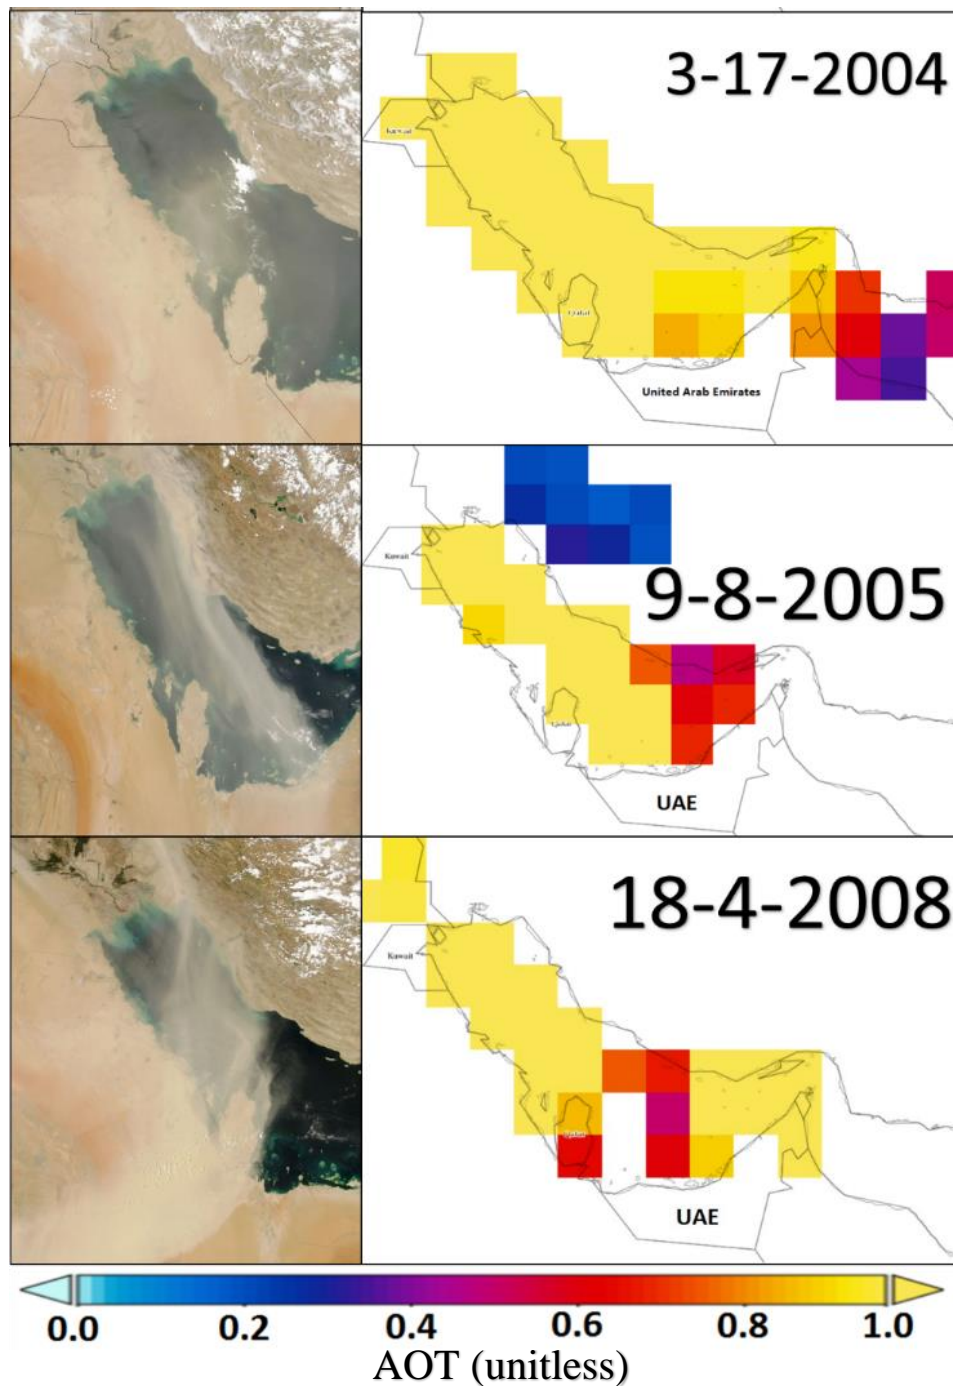 3-17-2004
Kuwait
Qatar
United Arab Emirates
9-8-2005
Kuwait
Qatar
UAE
18-4-2008
Kuwait
Qatar
UAE
0.0 0.2 0.4 0.6 0.8 1.0
AOT (unitless)